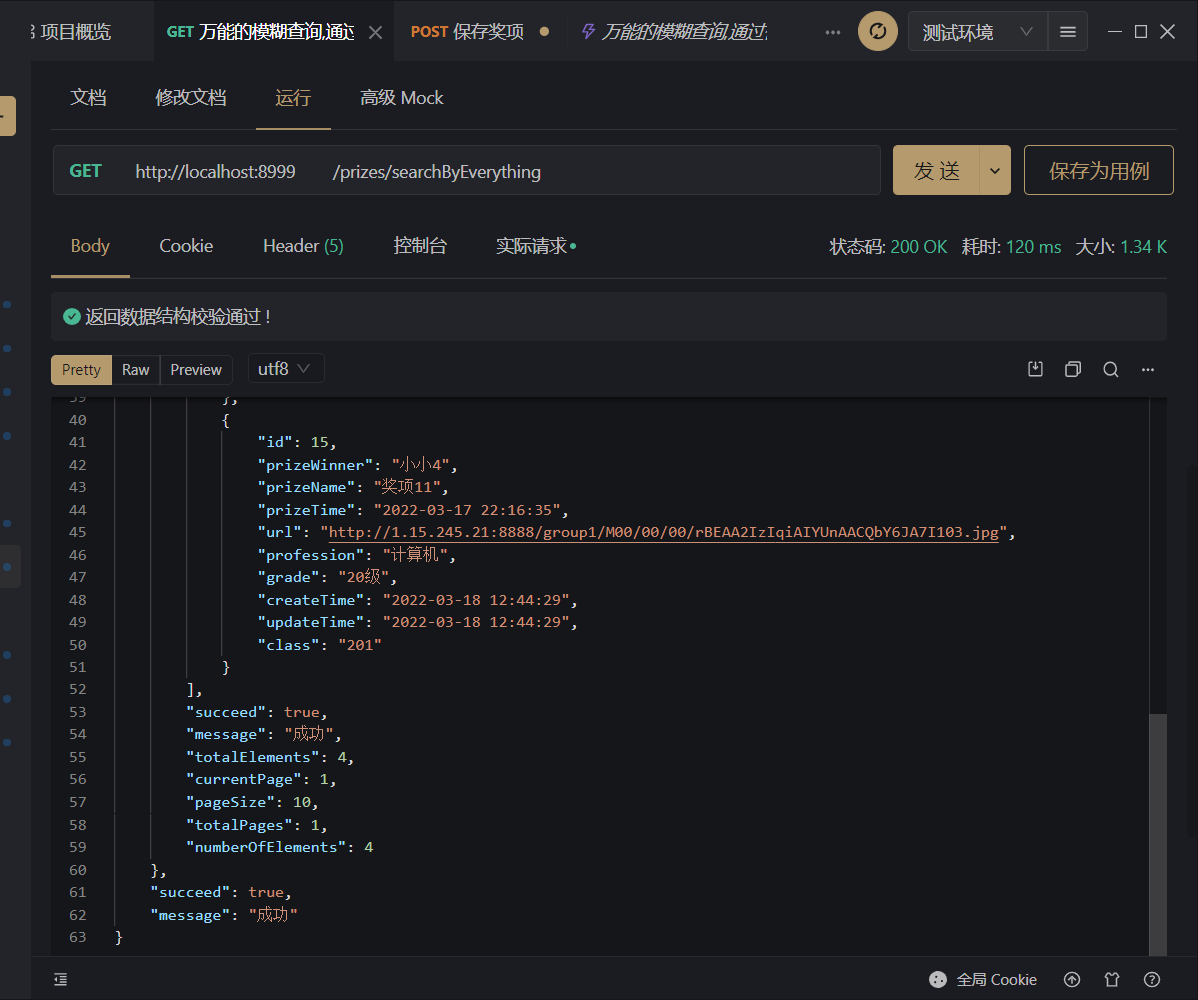 项目概览
GET 万能的模糊查询,通过
POST 保存奖项
万能的模糊查询,通过
测试环境
文档 修改文档 运行 高级 Mock
GET http://localhost:8999 /prizes/searchByEverything
发 送
保存为用例
Body Cookie Header (5) 控制台 实际请求
状态码: 200 OK 耗时: 120 ms 大小: 1.34 K
返回数据结构校验通过 !
Pretty Raw Preview utf8
39 },
40 {
41 "id": 15,
42 "prizeWinner": "小小4",
43 "prizeName": "奖项11",
44 "prizeTime": "2022-03-17 22:16:35",
45 "url": "http://1.15.245.21:8888/group1/M00/00/00/rBEAA2IzIqiAIYUnAACQbY6JA7I103.jpg",
46 "profession": "计算机",
47 "grade": "20级",
48 "createTime": "2022-03-18 12:44:29",
49 "updateTime": "2022-03-18 12:44:29",
50 "class": "201"
51 }
52 ],
53 "succeed": true,
54 "message": "成功",
55 "totalElements": 4,
56 "currentPage": 1,
57 "pageSize": 10,
58 "totalPages": 1,
59 "numberOfElements": 4
60 },
61 "succeed": true,
62 "message": "成功"
63 }
全局 Cookie